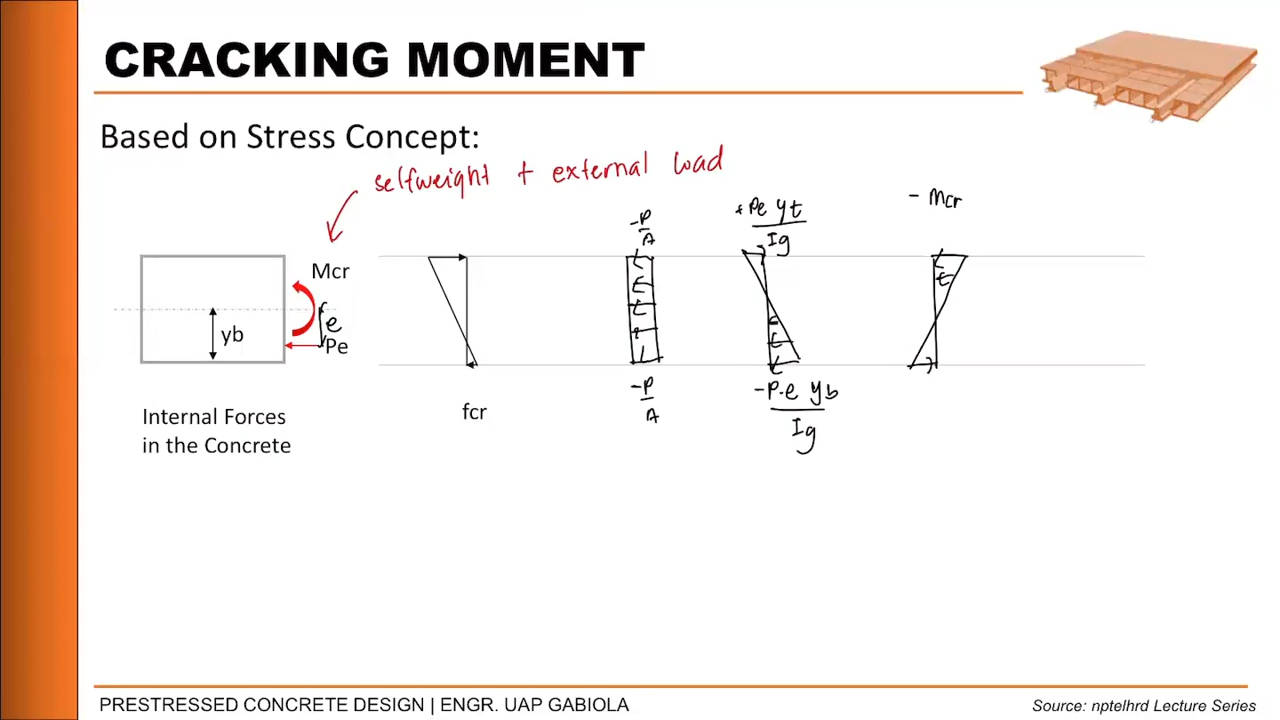 CRACKING MOMENT
Based on Stress Concept:
selfweight + external load
-P
A
+Pe yt
Ig
- Mcr
Mcr
e
yb
Pe
-P
A
-P.e yb
Ig
fcr
Internal Forces
in the Concrete
PRESTRESSED CONCRETE DESIGN | ENGR. UAP GABIOLA
Source: nptelhrd Lecture Series